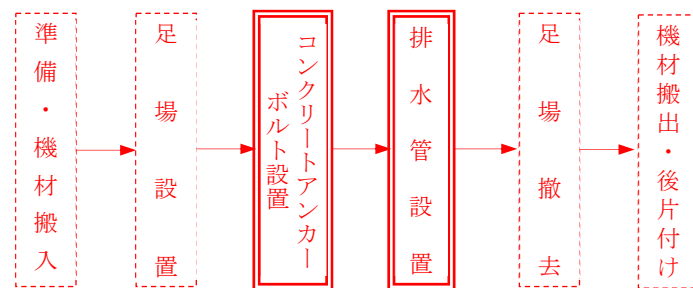 準備・機材搬入
足場設置
コンクリートアンカー
ボルト設置
排水管設置
足場撤去
機材搬出・後片付け